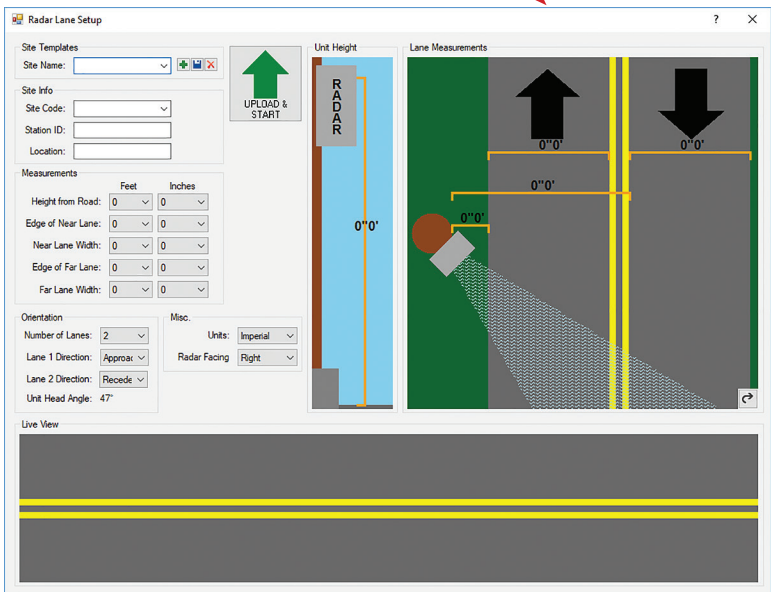 Radar Lane Setup ? ×
Site Templates
Site Name:
Site Info
Site Code:
Station ID:
Location:
UPLOAD &
START
Measurements
Feet Inches
Height from Road: 0 0
Edge of Near Lane: 0 0
Near Lane Width: 0 0
Edge of Far Lane: 0 0
Far Lane Width: 0 0
Orientation
Number of Lanes: 2
Lane 1 Direction: Approac
Lane 2 Direction: Recede
Unit Head Angle: 47°
Misc.
Units: Imperial
Radar Facing Right
Unit Height
RADAR
0"0'
Lane Measurements
0"0' 0"0'
0"0'
0"0'
Live View